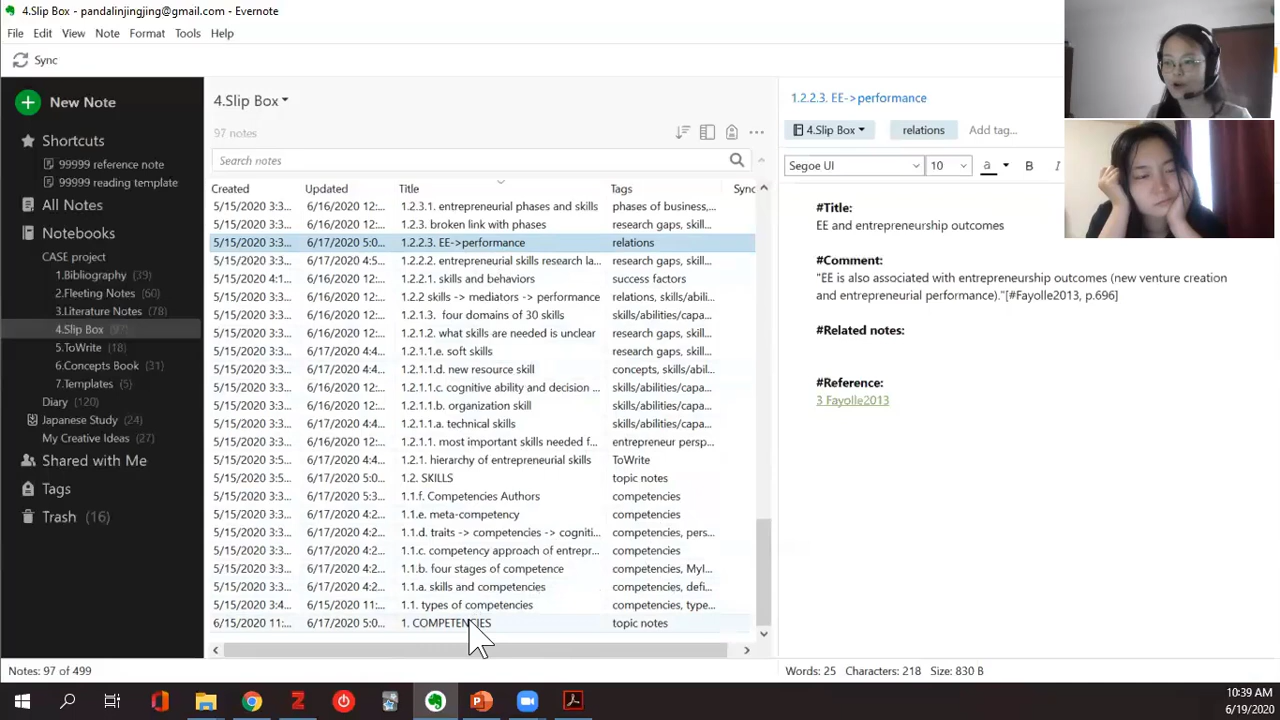 4.Slip Box - pandalinjingjing@gmail.com - Evernote
File Edit View Note Format Tools Help
Sync
New Note
Shortcuts
99999 reference note
99999 reading template
All Notes
Notebooks
CASE project
1.Bibliography (39)
2.Fleeting Notes (60)
3.Literature Notes (78)
4.Slip Box (97)
5.ToWrite (18)
6.Concepts Book (31)
7.Templates (5)
Diary (120)
Japanese Study (24)
My Creative Ideas (27)
Shared with Me
Tags
Trash (16)
4.Slip Box
97 notes
Search notes
Created Updated Title Tags Sync
5/15/2020 3:3... 6/16/2020 12:... 1.2.3.1. entrepreneurial phases and skills phases of business,...
5/15/2020 3:3... 6/16/2020 12:... 1.2.3. broken link with phases research gaps, skill...
5/15/2020 3:3... 6/17/2020 5:0... 1.2.2.3. EE->performance relations
5/15/2020 3:3... 6/17/2020 4:5... 1.2.2.2. entrepreneurial skills research la... research gaps, skill...
5/15/2020 4:1... 6/16/2020 12:... 1.2.2.1. skills and behaviors success factors
5/15/2020 3:3... 6/16/2020 12:... 1.2.2 skills -> mediators -> performance relations, skills/abili...
5/15/2020 3:3... 6/16/2020 12:... 1.2.1.3. four domains of 30 skills skills/abilities/capa...
5/15/2020 3:3... 6/16/2020 12:... 1.2.1.2. what skills are needed is unclear research gaps, skill...
5/15/2020 3:3... 6/17/2020 4:4... 1.2.1.1.e. soft skills research gaps, skill...
5/15/2020 3:3... 6/17/2020 4:4... 1.2.1.1.d. new resource skill concepts, skills/abil...
5/15/2020 3:3... 6/16/2020 12:... 1.2.1.1.c. cognitive ability and decision ... skills/abilities/capa...
5/15/2020 3:3... 6/16/2020 12:... 1.2.1.1.b. organization skill skills/abilities/capa...
5/15/2020 3:3... 6/17/2020 4:4... 1.2.1.1.a. technical skills skills/abilities/capa...
5/15/2020 3:3... 6/16/2020 12:... 1.2.1.1. most important skills needed f... entrepreneur persp...
5/15/2020 3:5... 6/17/2020 4:4... 1.2.1. hierarchy of entrepreneurial skills ToWrite
5/15/2020 3:5... 6/17/2020 5:0... 1.2. SKILLS topic notes
5/15/2020 3:3... 6/17/2020 5:3... 1.1.f. Competencies Authors competencies
5/15/2020 3:3... 6/17/2020 4:2... 1.1.e. meta-competency competencies
5/15/2020 3:3... 6/17/2020 4:2... 1.1.d. traits -> competencies -> cogniti... competencies, pers...
5/15/2020 3:3... 6/17/2020 4:2... 1.1.c. competency approach of entrepr... competencies
5/15/2020 3:3... 6/17/2020 4:2... 1.1.b. four stages of competence competencies, MyI...
5/15/2020 3:3... 6/17/2020 4:2... 1.1.a. skills and competencies competencies, defi...
5/15/2020 3:4... 6/15/2020 11:... 1.1. types of competencies competencies, type...
6/15/2020 11:... 6/17/2020 5:0... 1. COMPETENCIES topic notes
Notes: 97 of 499
1.2.2.3. EE->performance
4.Slip Box relations Add tag...
Segoe UI 10 a B I
#Title:
EE and entrepreneurship outcomes
#Comment:
"EE is also associated with entrepreneurship outcomes (new venture creation
and entrepreneurial performance)."[#Fayolle2013, p.696]
#Related notes:
#Reference:
3 Fayolle2013
Words: 25 Characters: 218 Size: 830 B
10:39 AM
6/19/2020